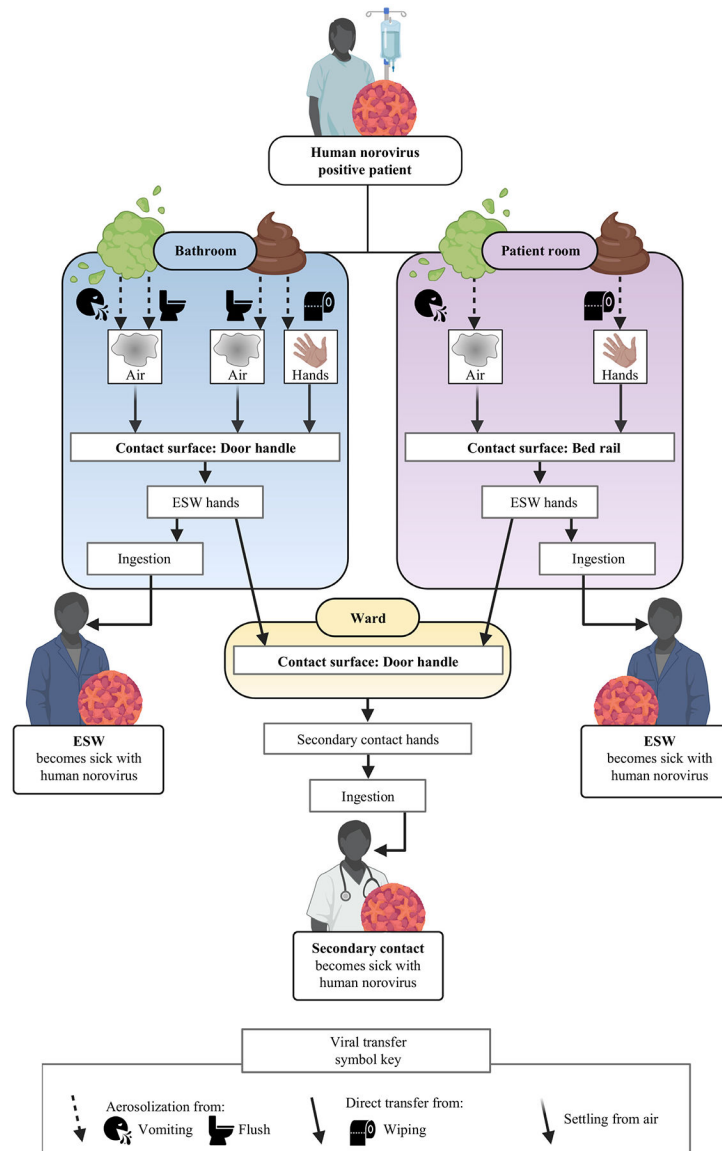 Human norovirus
positive patient
Bathroom
Patient room
Air
Air
Hands
Air
Hands
Contact surface: Door handle
Contact surface: Bed rail
ESW hands
ESW hands
Ingestion
Ingestion
Ward
Contact surface: Door handle
ESW
becomes sick with
human norovirus
ESW
becomes sick with
human norovirus
Secondary contact hands
Ingestion
Secondary contact
becomes sick with
human norovirus
Viral transfer
symbol key
Aerosolization from:
Vomiting
Flush
Direct transfer from:
Wiping
Settling from air